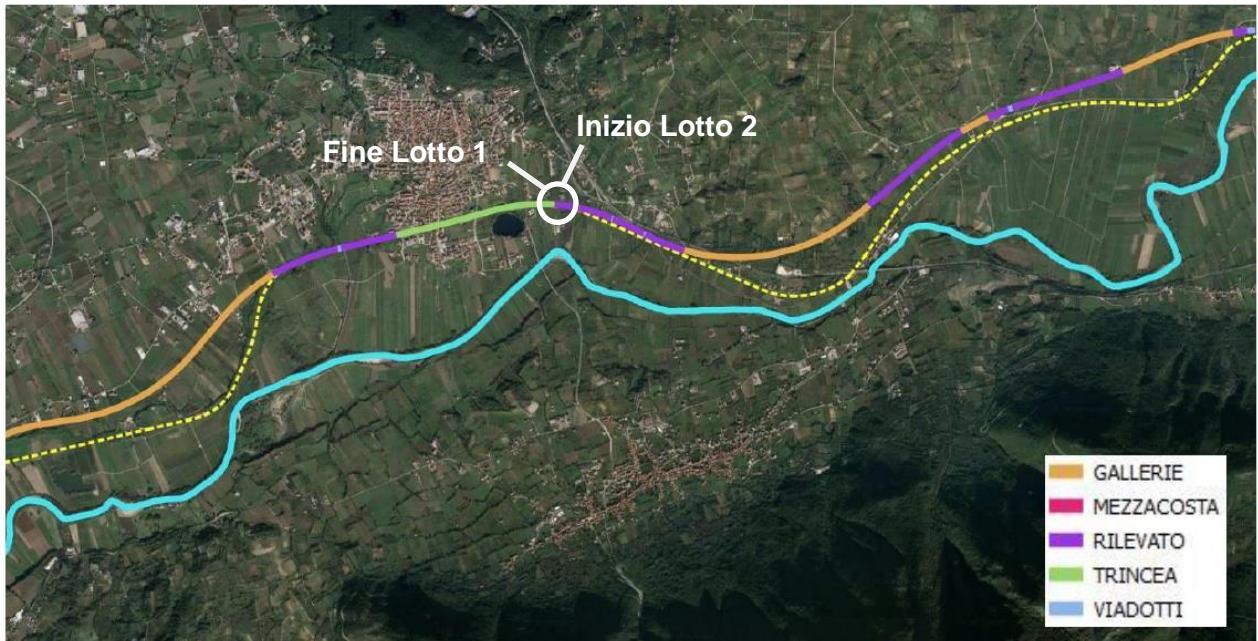 Inizio Lotto 2
Fine Lotto 1
GALLERIE
MEZZACOSTA
RILEVATO
TRINCEA
VIADOTTI